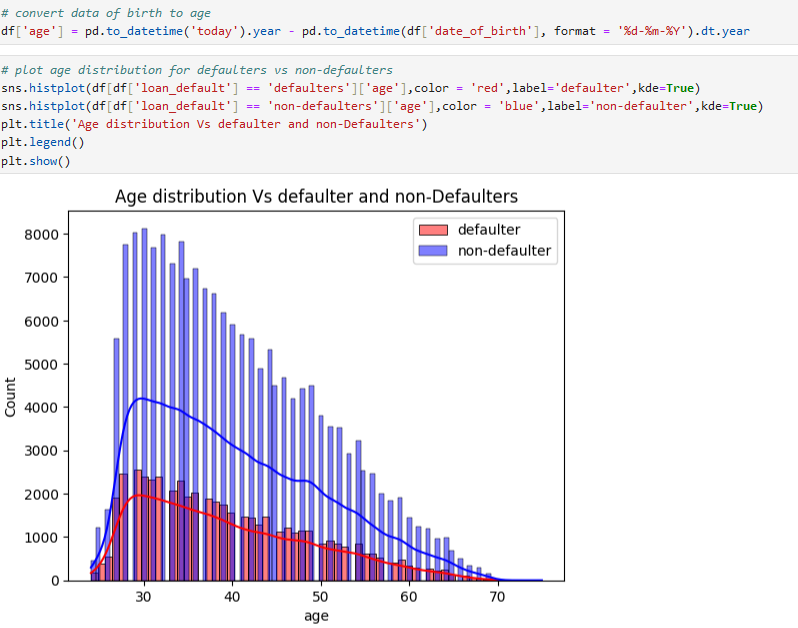 # convert data of birth to age
df['age'] = pd.to_datetime('today').year - pd.to_datetime(df['date_of_birth'], format = '%d-%m-%Y').dt.year
# plot age distribution for defaulters vs non-defaulters
sns.histplot(df[df['loan_default'] == 'defaulters']['age'],color = 'red',label='defaulter',kde=True)
sns.histplot(df[df['loan_default'] == 'non-defaulters']['age'],color = 'blue',label='non-defaulter',kde=True)
plt.title('Age distribution Vs defaulter and non-Defaulters')
plt.legend()
plt.show()
Age distribution Vs defaulter and non-Defaulters
defaulter
non-defaulter
8000
7000
6000
5000
4000
3000
2000
1000
0
Count
30 40 50 60 70
age